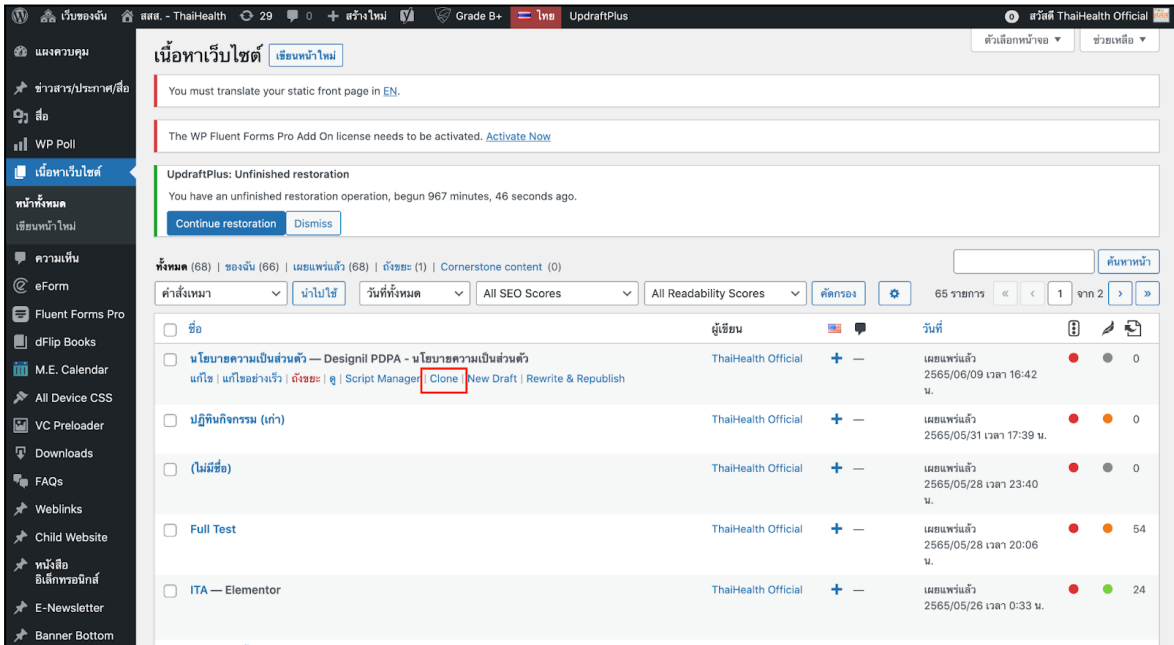 เว็บของฉัน สสส. - ThaiHealth 29 0 + สร้างใหม่ Grade B+ ไทย UpdraftPlus 0 สวัสดี ThaiHealth Official
ตัวเลือกหน้าจอ ▼ ช่วยเหลือ ▼
แผงควบคุม
ข่าวสาร/ประกาศ/สื่อ
สื่อ
WP Poll
เนื้อหาเว็บไซต์
หน้าทั้งหมด
เขียนหน้าใหม่
ความเห็น
eForm
Fluent Forms Pro
dFlip Books
M.E. Calendar
All Device CSS
VC Preloader
Downloads
FAQs
Weblinks
Child Website
หนังสือ
อิเล็กทรอนิกส์
E-Newsletter
Banner Bottom
เนื้อหาเว็บไซต์ เขียนหน้าใหม่
You must translate your static front page in EN.
The WP Fluent Forms Pro Add On license needs to be activated. Activate Now
UpdraftPlus: Unfinished restoration
You have an unfinished restoration operation, begun 967 minutes, 46 seconds ago.
Continue restoration Dismiss
ทั้งหมด (68) | ของฉัน (66) | เผยแพร่แล้ว (68) | ถังขยะ (1) | Cornerstone content (0)
ค้นหาหน้า
คำสั่งเหมา นำไปใช้ วันที่ทั้งหมด All SEO Scores All Readability Scores คัดกรอง 65 รายการ « ‹ 1 จาก 2 › »
ชื่อ ผู้เขียน วันที่
นโยบายความเป็นส่วนตัว — Designil PDPA - นโยบายความเป็นส่วนตัว ThaiHealth Official + — เผยแพร่แล้ว 0
แก้ไข | แก้ไขอย่างเร็ว | ถังขยะ | ดู | Script Manager | Clone | New Draft | Rewrite & Republish 2565/06/09 เวลา 16:42
น.
ปฏิทินกิจกรรม (เก่า) ThaiHealth Official + — เผยแพร่แล้ว 0
2565/05/31 เวลา 17:39 น.
(ไม่มีชื่อ) ThaiHealth Official + — เผยแพร่แล้ว 0
2565/05/28 เวลา 23:40
น.
Full Test ThaiHealth Official + — เผยแพร่แล้ว 54
2565/05/28 เวลา 20:06
น.
ITA — Elementor ThaiHealth Official + — เผยแพร่แล้ว 24
2565/05/26 เวลา 0:33 น.